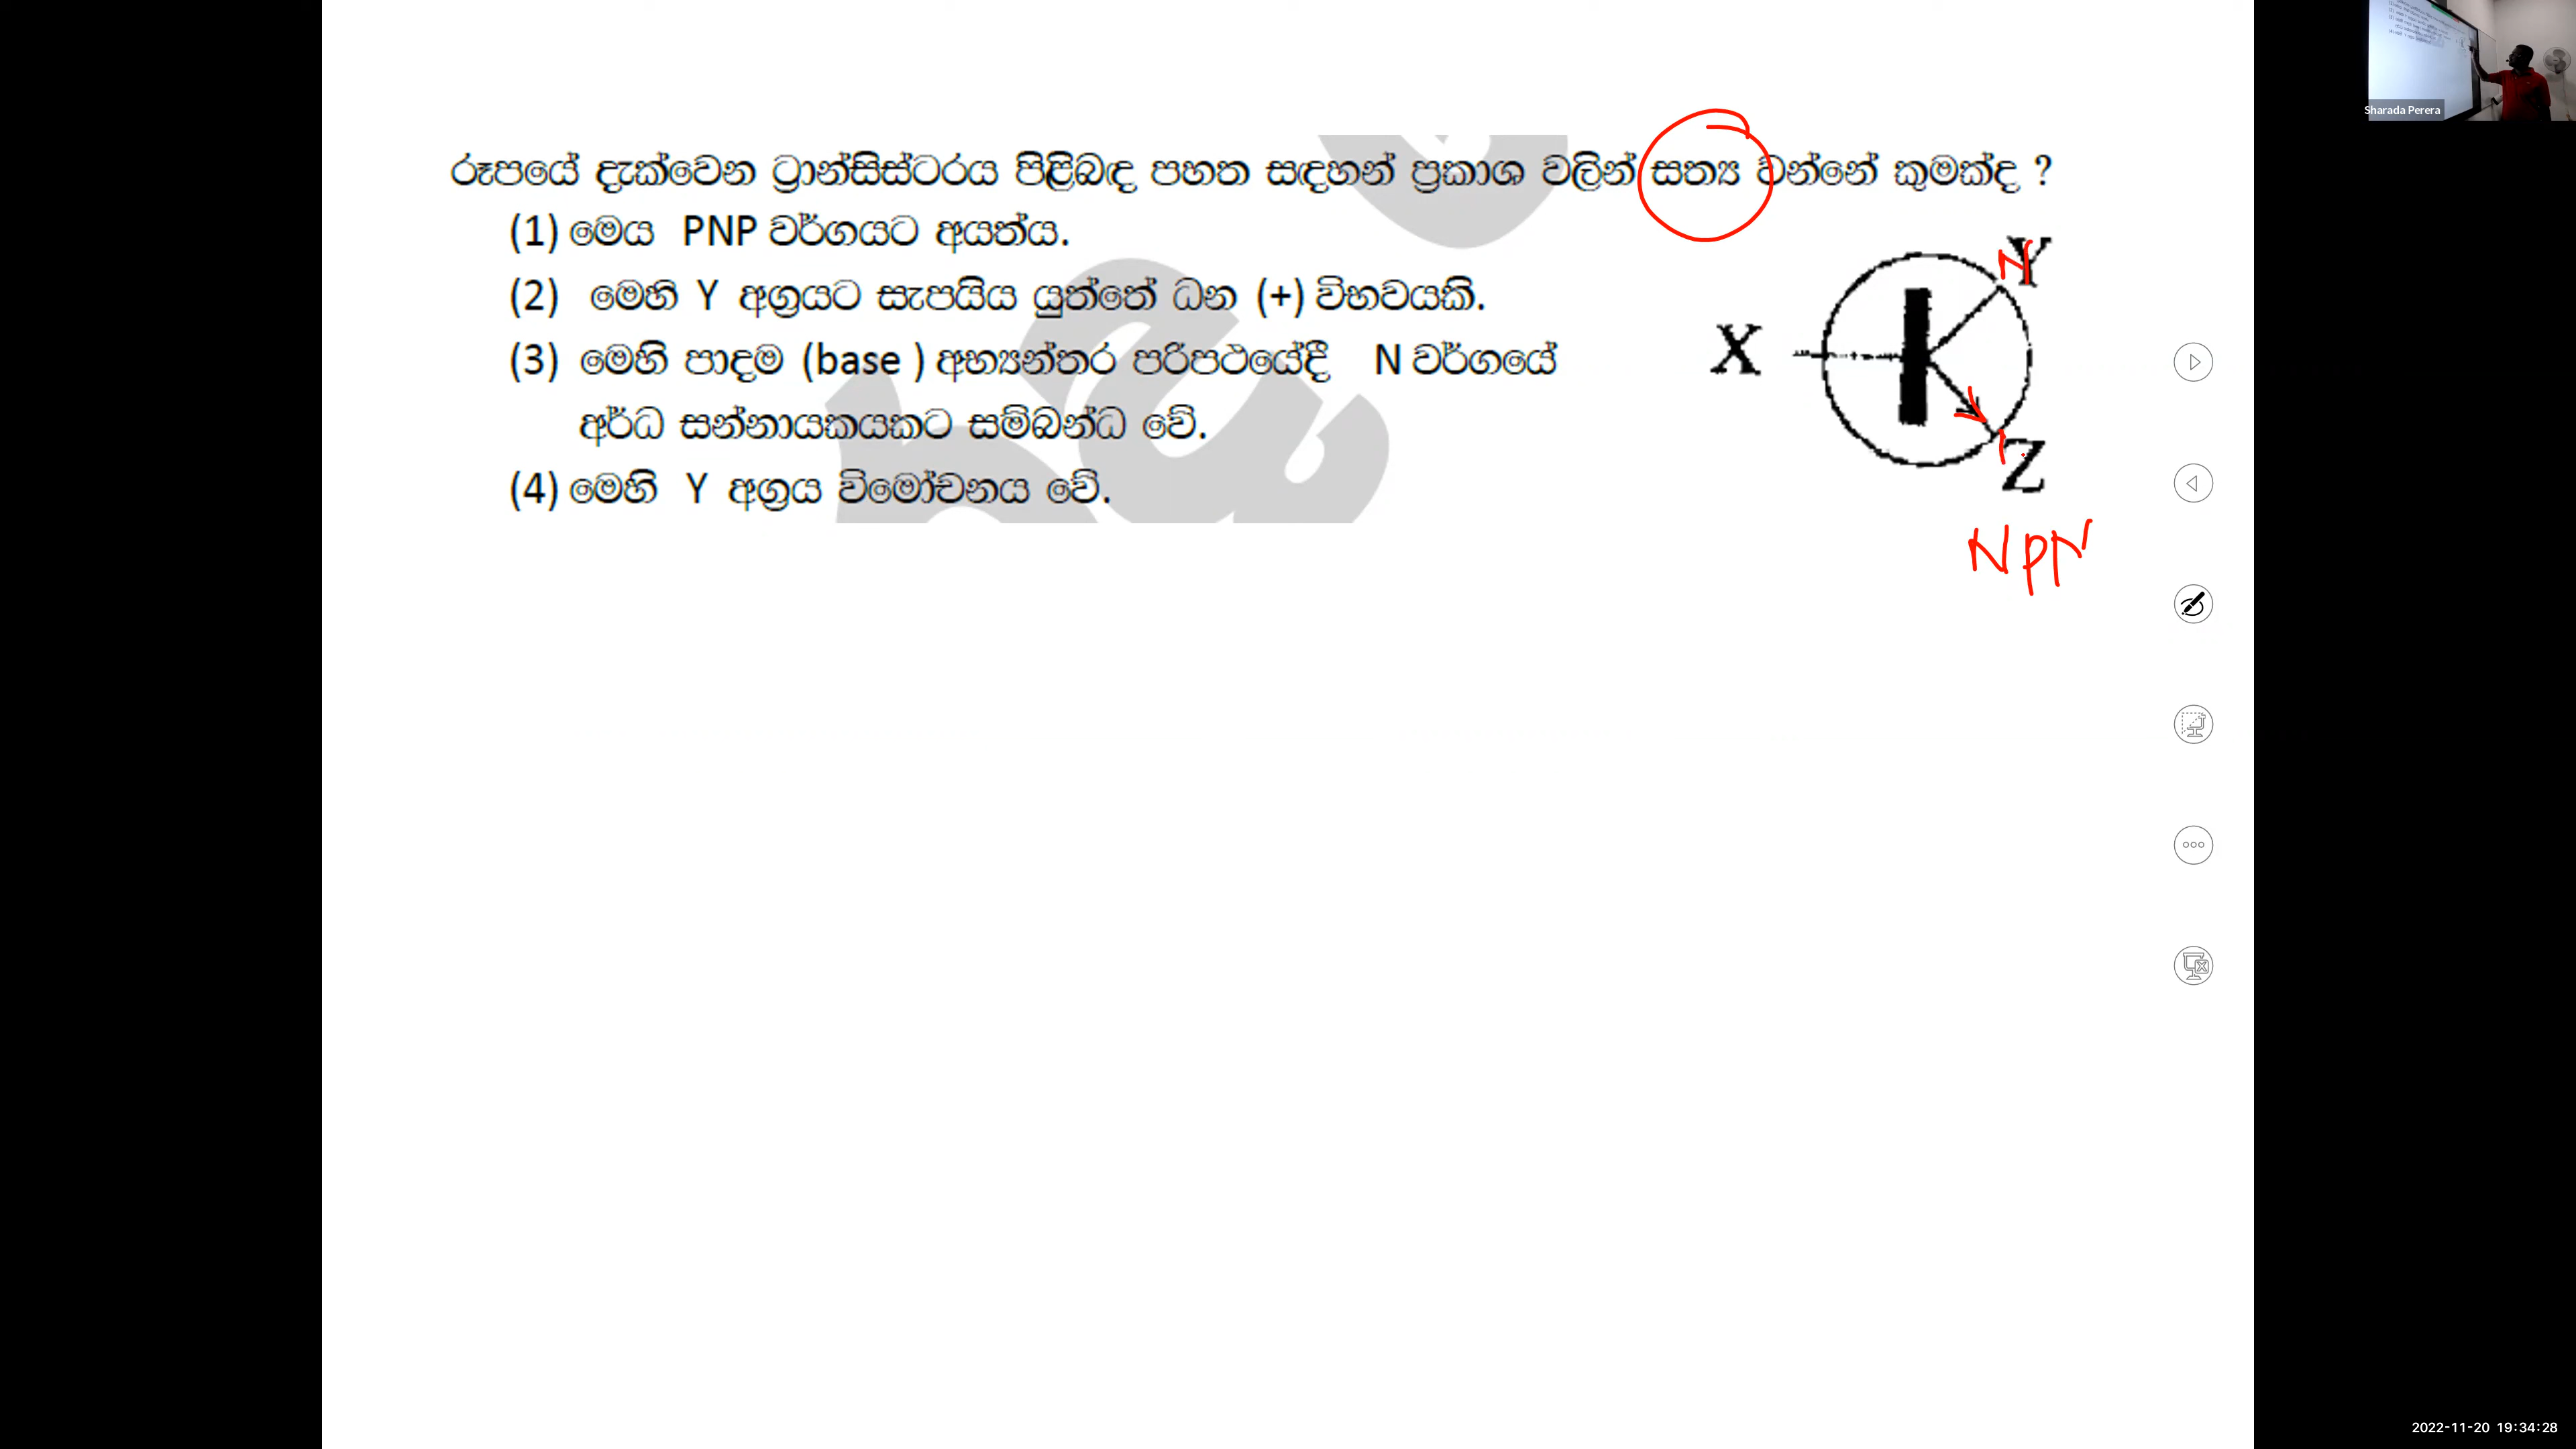 Sharada Perera
රූපයේ දැක්වෙන ට්‍රාන්සිස්ටරය පිළිබඳ පහත සඳහන් ප්‍රකාශ වලින් සත්‍ය වන්නේ කුමක්ද ?
(1) මෙය PNP වර්ගයට අයත්ය.
(2) මෙහි Y අග්‍රයට සැපයිය යුත්තේ ධන (+) විභවයකි.
(3) මෙහි පාදම (base ) අභ්‍යන්තර පරිපථයේදී N වර්ගයේ
අර්ධ සන්නායකයකට සම්බන්ධ වේ.
(4) මෙහි Y අග්‍රය විමෝචනය වේ.
N Y
X
Z
NPN
2022-11-20 19:34:28